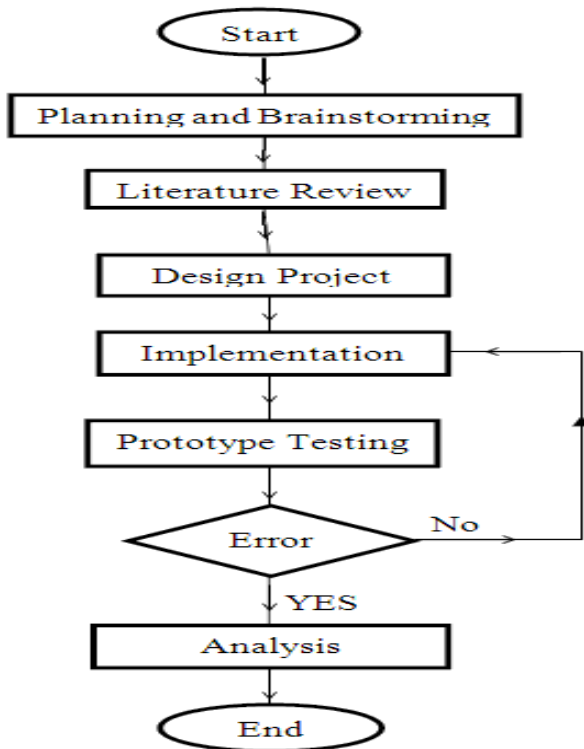 Start
Planning and Brainstorming
Literature Review
Design Project
Implementation
Prototype Testing
Error
No
YES
Analysis
End